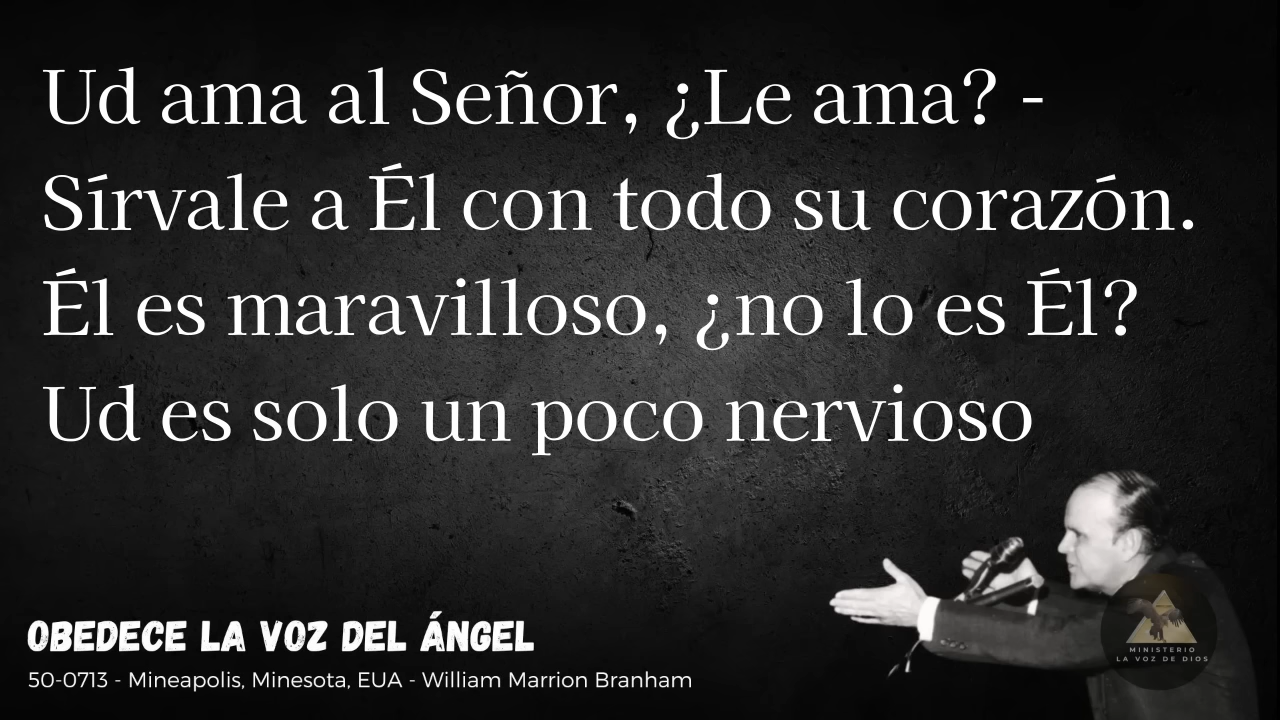 Ud ama al Señor, ¿Le ama? -
Sírvale a Él con todo su corazón.
Él es maravilloso, ¿no lo es Él?
Ud es solo un poco nervioso
OBEDECE LA VOZ DEL ÁNGEL
50-0713 - Mineapolis, Minesota, EUA - William Marrion Branham
MINISTERIO
LA VOZ DE DIOS